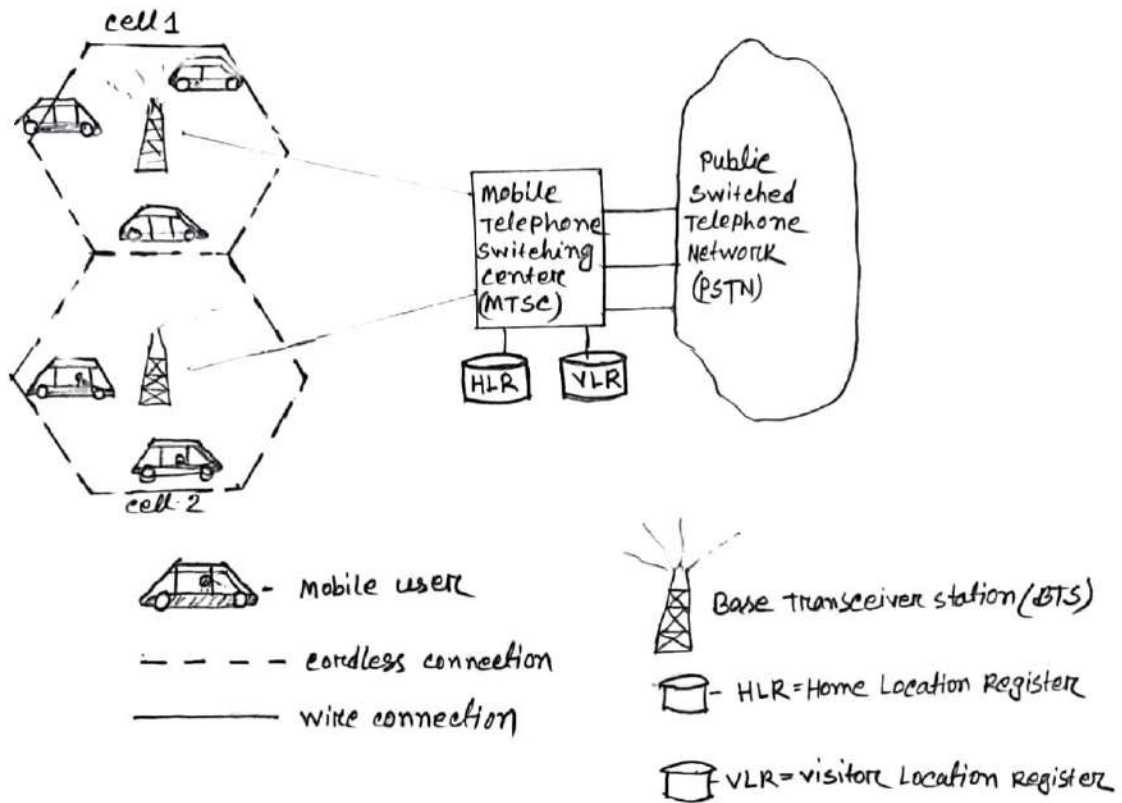 cell 1
Mobile
Telephone
Switching
center
(MTSC)
Public
Switched
Telephone
Network
(PSTN)
HLR
VLR
cell 2
- Mobile user
cordless connection
wire connection
Base Transceiver station (BTS)
- HLR = Home Location Register
- VLR = visitor Location Register